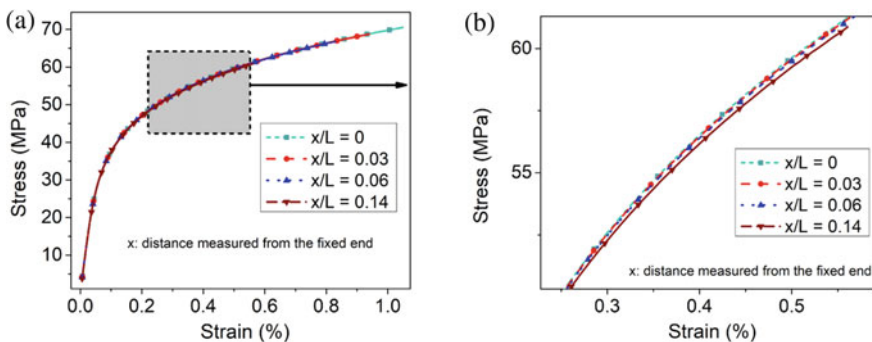 (a)
70
60
50
40
30
20
10
Stress (MPa)
x/L = 0
x/L = 0.03
x/L = 0.06
x/L = 0.14
x: distance measured from the fixed end
0.0 0.2 0.4 0.6 0.8 1.0
Strain (%)
(b)
60
55
Stress (MPa)
x/L = 0
x/L = 0.03
x/L = 0.06
x/L = 0.14
x: distance measured from the fixed end
0.3 0.4 0.5
Strain (%)